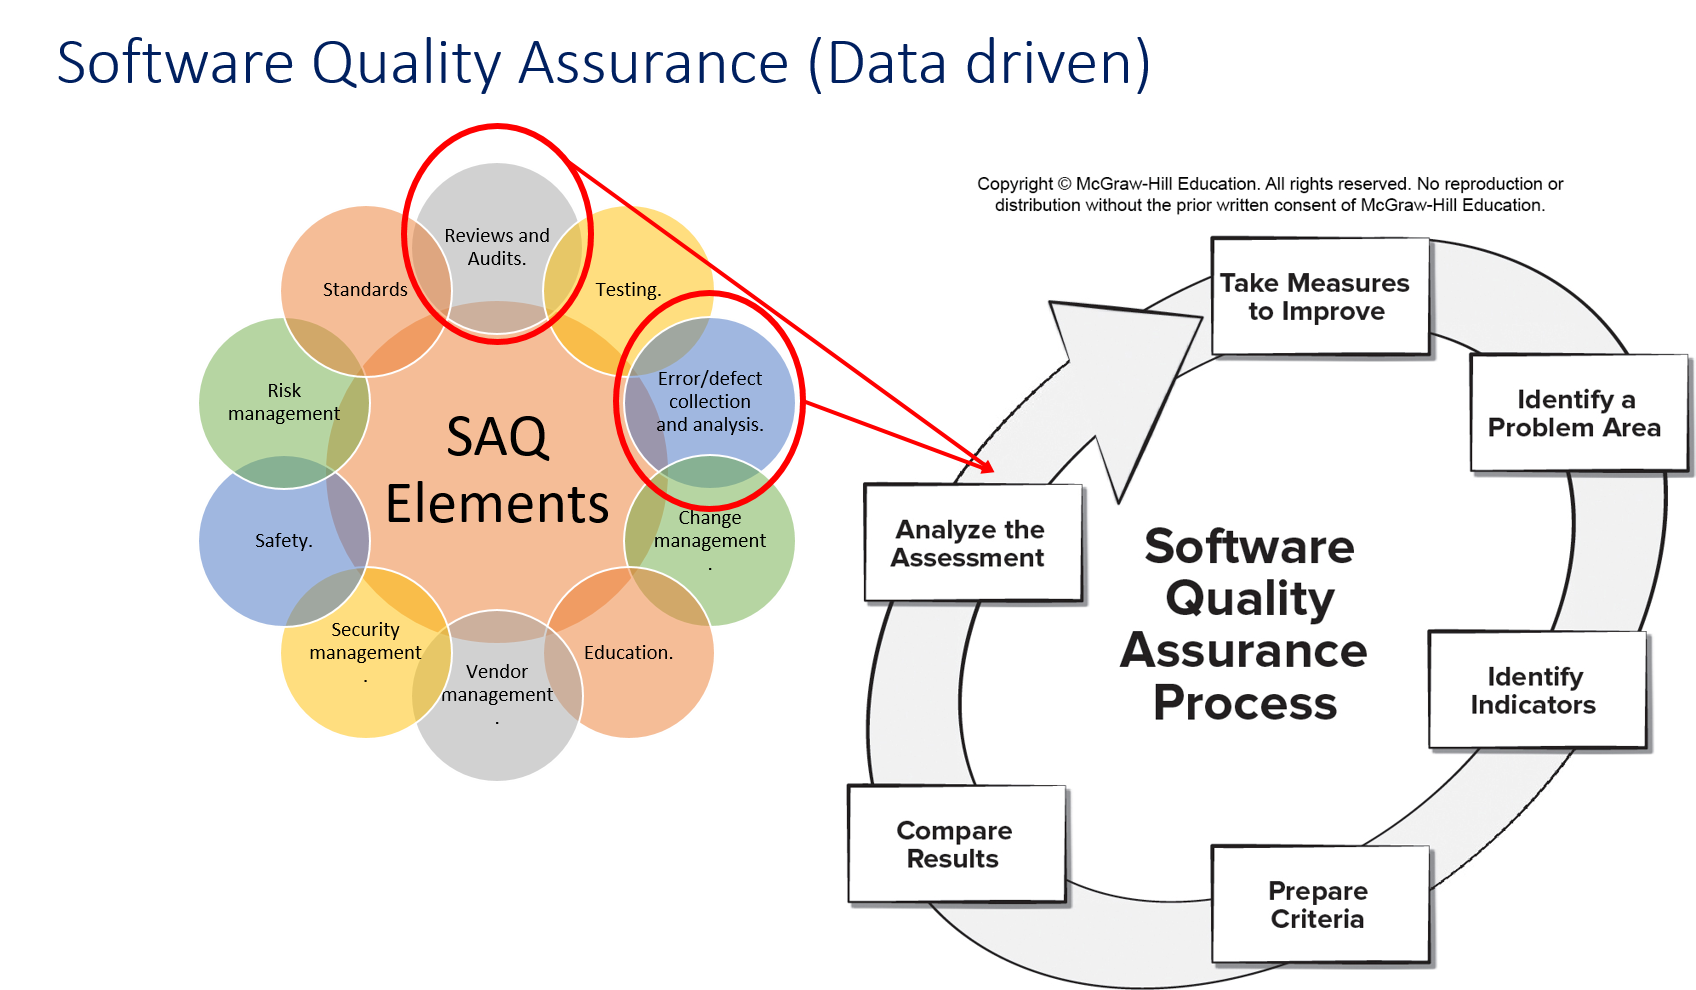 Software Quality Assurance (Data driven)
Reviews and
Audits.
Testing.
Error/defect
collection
and analysis.
Change
management
.
Education.
Vendor
management
.
Security
management
.
Safety.
Risk
management
Standards
SAQ
Elements
Copyright © McGraw-Hill Education. All rights reserved. No reproduction or
distribution without the prior written consent of McGraw-Hill Education.
Take Measures
to Improve
Identify a
Problem Area
Identify
Indicators
Prepare
Criteria
Compare
Results
Analyze the
Assessment
Software
Quality
Assurance
Process